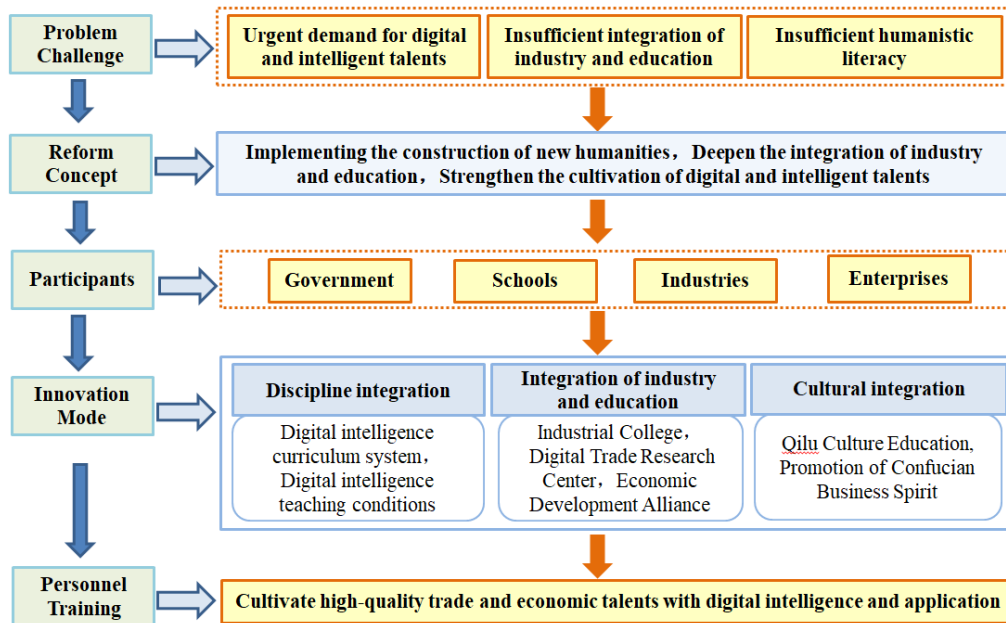 Problem
Challenge
Urgent demand for digital
and intelligent talents
Insufficient integration of
industry and education
Insufficient humanistic
literacy
Reform
Concept
Implementing the construction of new humanities，Deepen the integration of industry
and education，Strengthen the cultivation of digital and intelligent talents
Participants
Government
Schools
Industries
Enterprises
Innovation
Mode
Discipline integration
Digital intelligence
curriculum system，
Digital intelligence
teaching conditions
Integration of industry
and education
Industrial College，
Digital Trade Research
Center，Economic
Development Alliance
Cultural integration
Qilu Culture Education,
Promotion of Confucian
Business Spirit
Personnel
Training
Cultivate high-quality trade and economic talents with digital intelligence and application